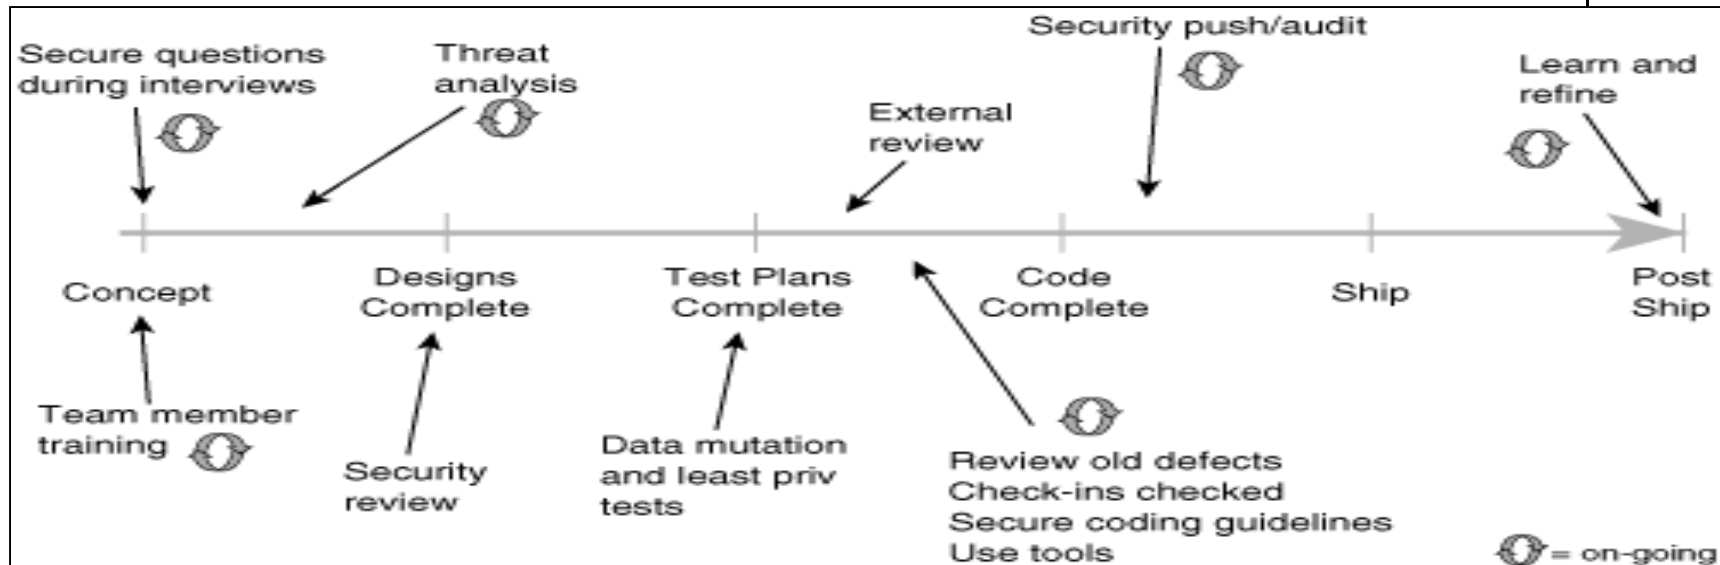 Secure questions
during interviews
Threat
analysis
External
review
Security push/audit
Learn and
refine
Concept
Designs
Complete
Test Plans
Complete
Code
Complete
Ship
Post
Ship
Team member
training
Security
review
Data mutation
and least priv
tests
Review old defects
Check-ins checked
Secure coding guidelines
Use tools
= on-going